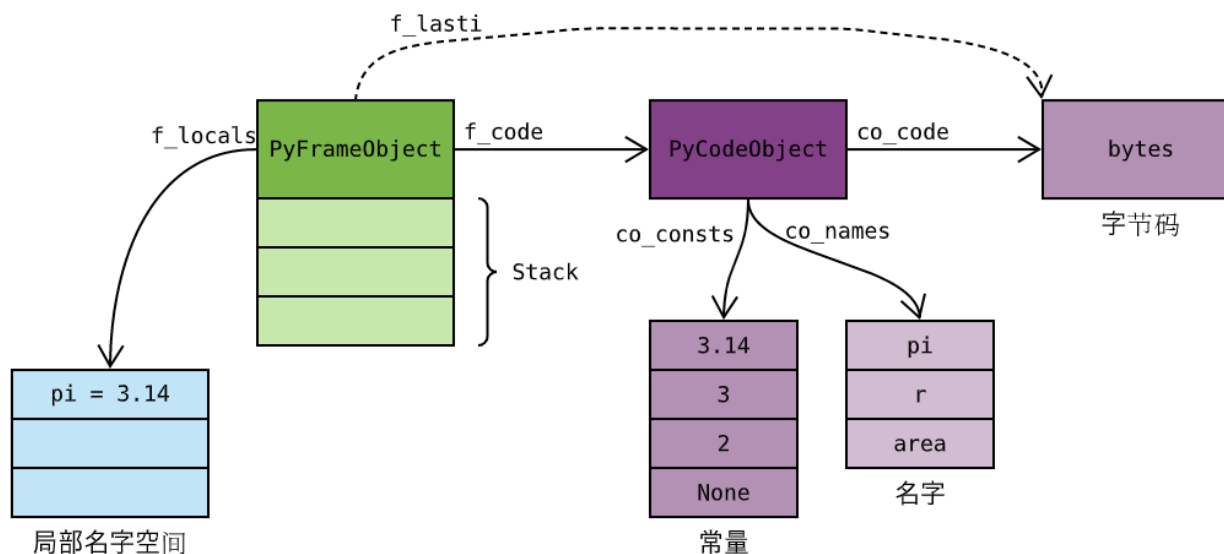 f_lasti
f_locals
PyFrameObject
f_code
PyCodeObject
co_code
bytes
字节码
co_consts
co_names
Stack
3.14
3
2
None
常量
pi
r
area
名字
pi = 3.14
局部名字空间